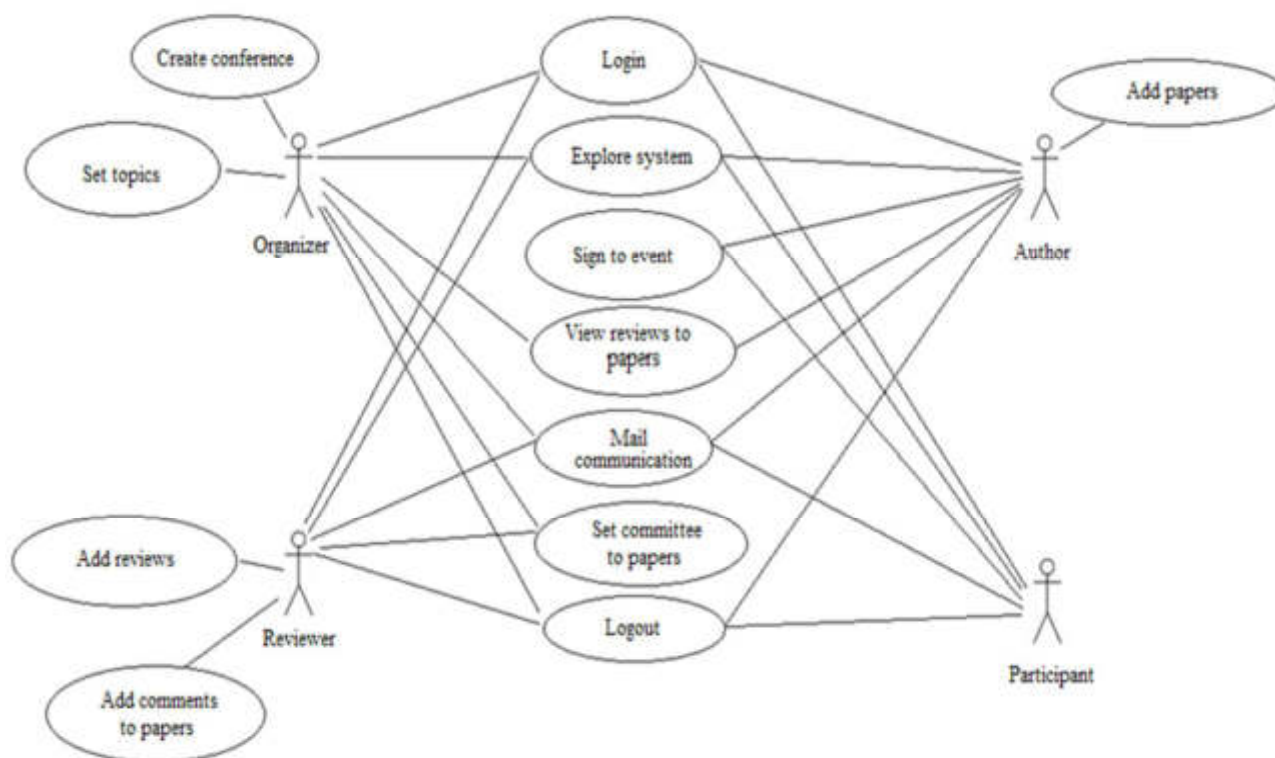 Create conference
Login
Add papers
Explore system
Set topics
Organizer
Sign to event
Author
View reviews to
papers
Mail
communication
Set committee
to papers
Add reviews
Logout
Reviewer
Participant
Add comments
to papers